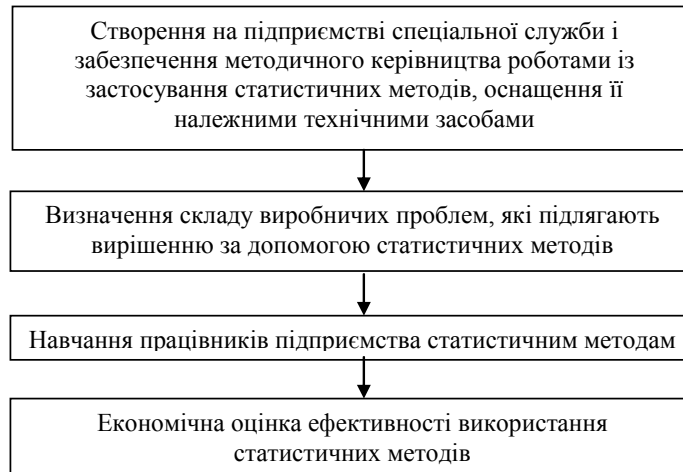 Створення на підприємстві спеціальної служби і
забезпечення методичного керівництва роботами із
застосування статистичних методів, оснащення її
належними технічними засобами
Визначення складу виробничих проблем, які підлягають
вирішенню за допомогою статистичних методів
Навчання працівників підприємства статистичним методам
Економічна оцінка ефективності використання
статистичних методів